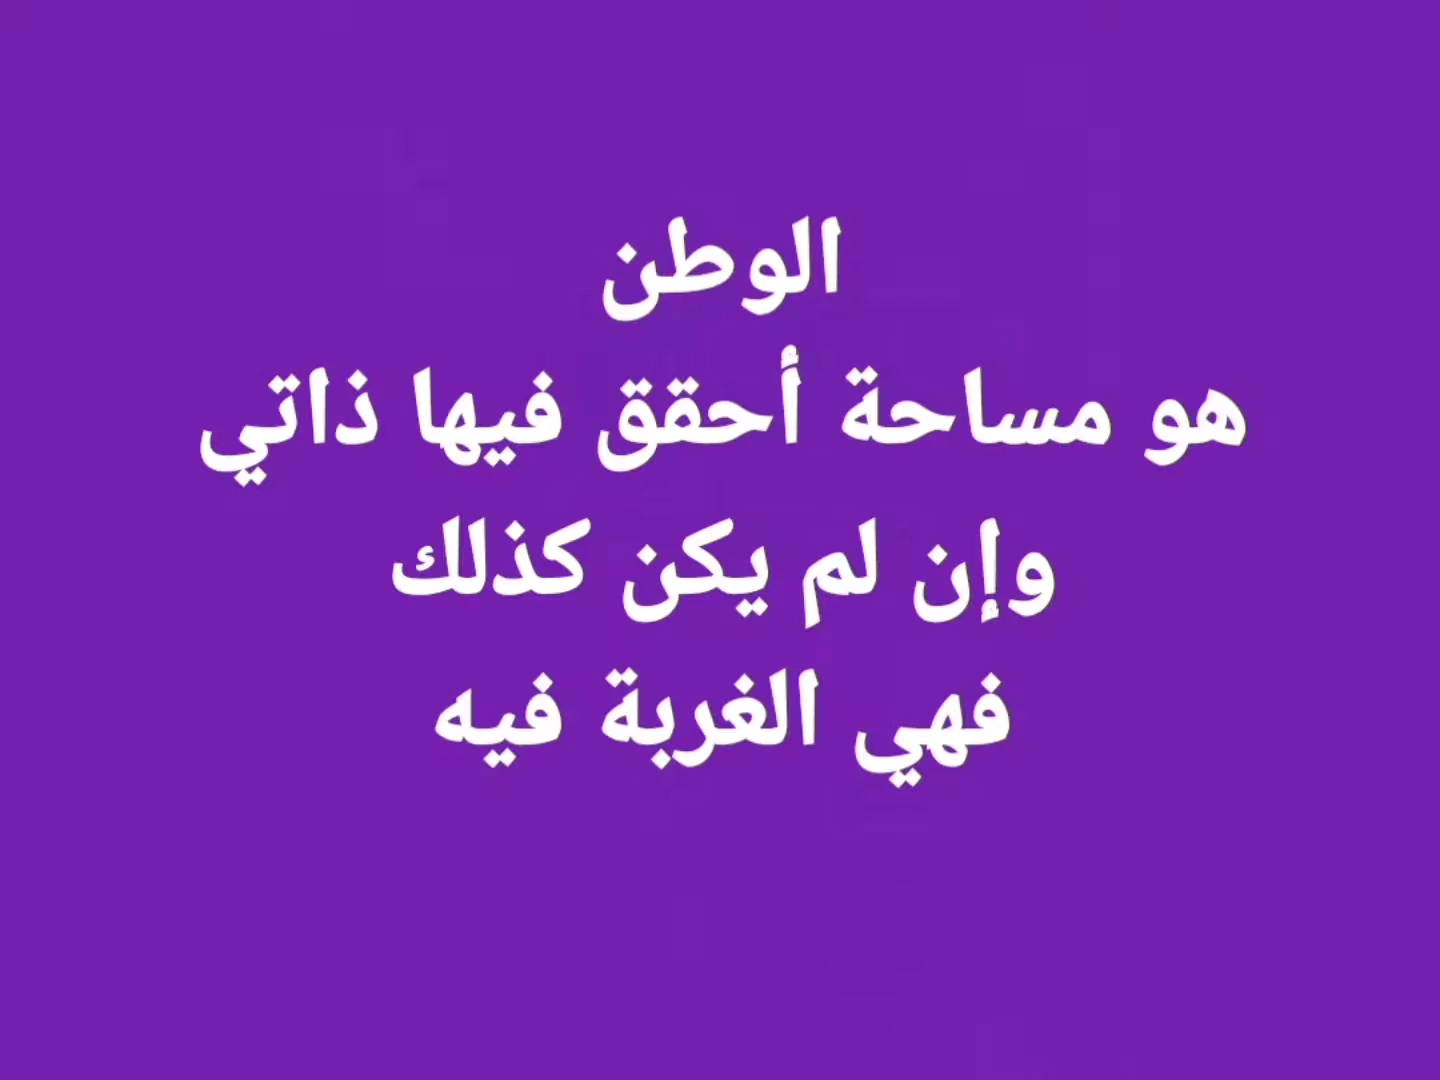 الوطن
هو مساحة أحقق فيها ذاتي
وإن لم يكن كذلك
فهي الغربة فيه